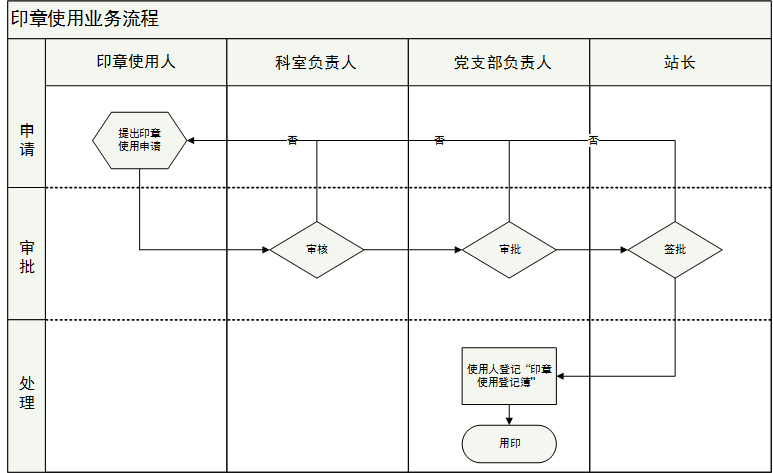 印章使用业务流程
印章使用人
科室负责人
党支部负责人
站长
申
请
提出印章
使用申请
否
否
否
审
批
审核
审批
签批
处
理
使用人登记“印章
使用登记簿”
用印